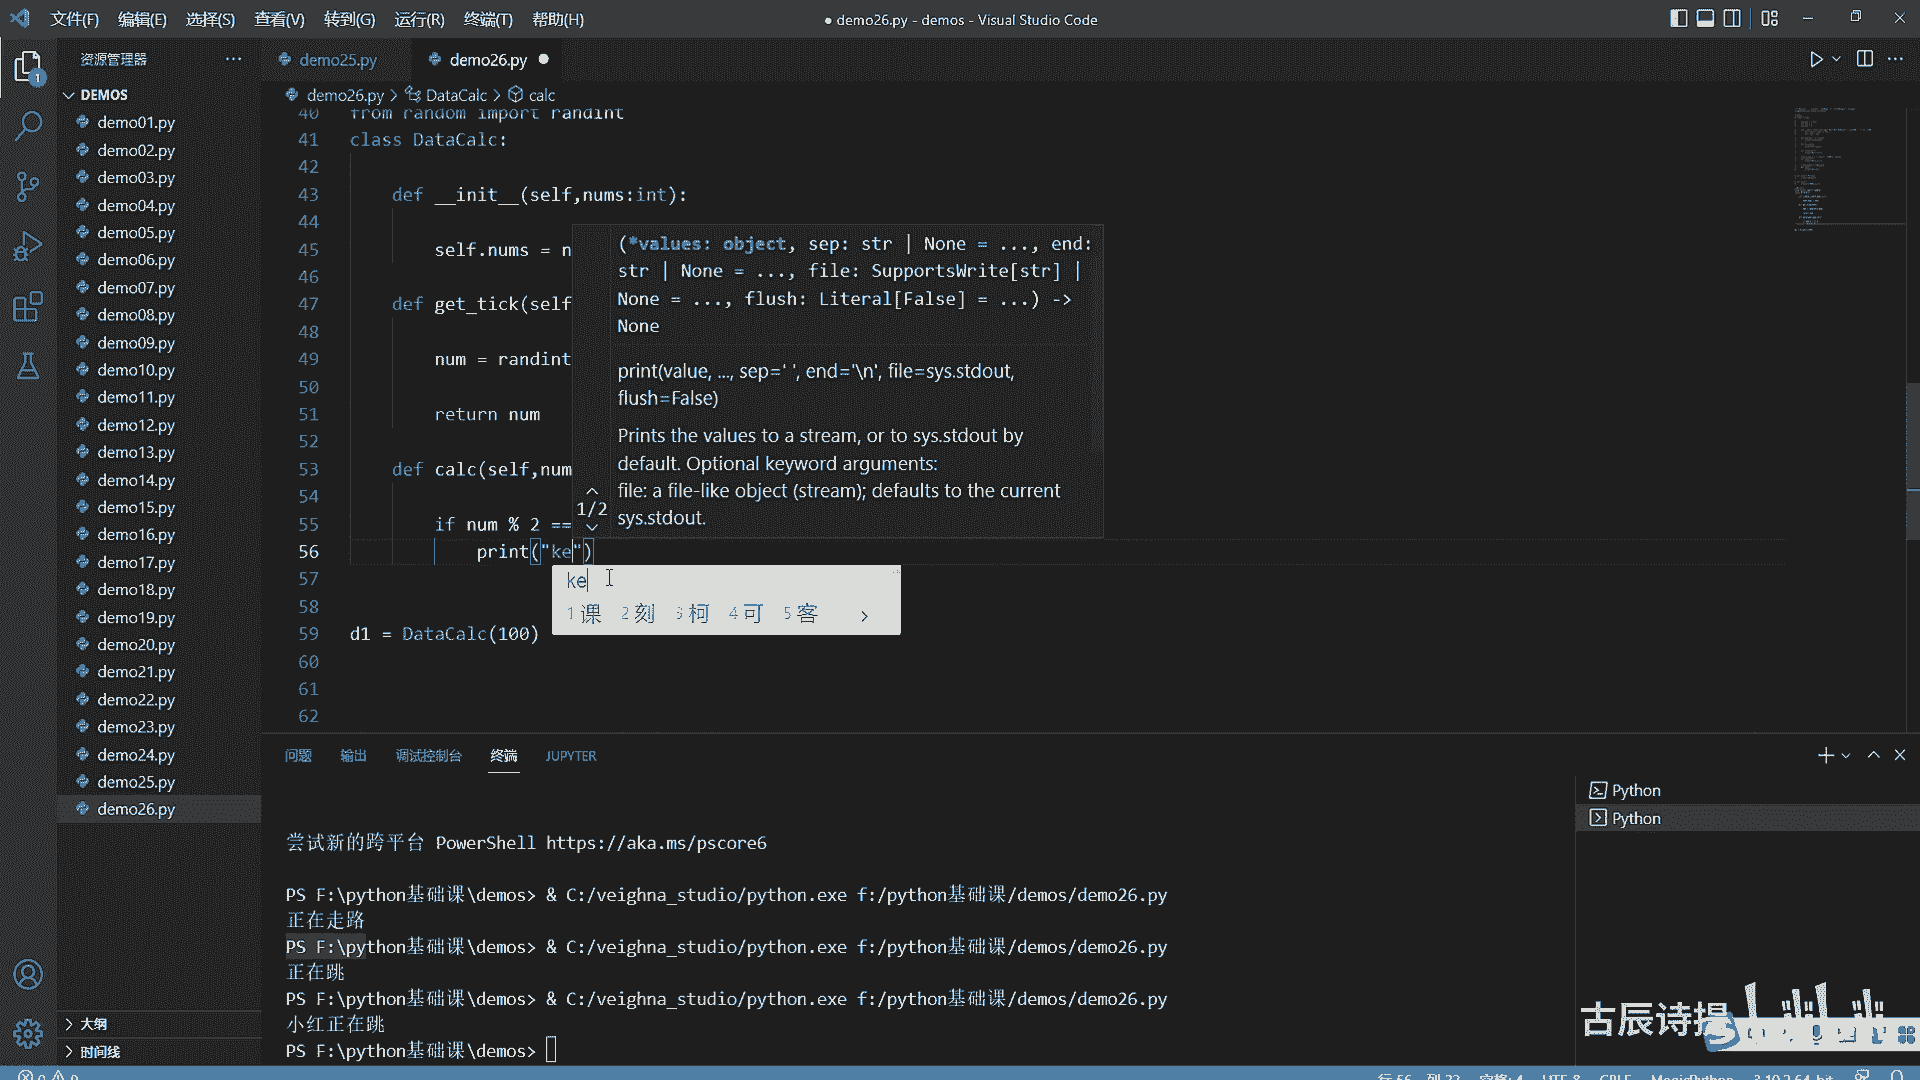 文件(F) 编辑(E) 选择(S) 查看(V) 转到(G) 运行(R) 终端(T) 帮助(H)
● demo26.py - demos - Visual Studio Code
资源管理器
1
DEMOS
demo01.py
demo02.py
demo03.py
demo04.py
demo05.py
demo06.py
demo07.py
demo08.py
demo09.py
demo10.py
demo11.py
demo12.py
demo13.py
demo14.py
demo15.py
demo16.py
demo17.py
demo18.py
demo19.py
demo20.py
demo21.py
demo22.py
demo23.py
demo24.py
demo25.py
demo26.py
大纲
时间线
demo25.py demo26.py
demo26.py > DataCalc > calc
40 from random import randint
41 class DataCalc:
42
43 def __init__(self,nums:int):
44
45 self.nums = n
46
47 def get_tick(self
48
49 num = randint
50
51 return num
52
53 def calc(self,num
54
55 if num % 2 ==
56 print("ke")
57
58
59 d1 = DataCalc(100)
60
61
62
(*values: object, sep: str | None = ..., end:
str | None = ..., file: SupportsWrite[str] |
None = ..., flush: Literal[False] = ...) ->
None
print(value, ..., sep=' ', end='\n', file=sys.stdout,
flush=False)
Prints the values to a stream, or to sys.stdout by
default. Optional keyword arguments:
file: a file-like object (stream); defaults to the current
sys.stdout.
1/2
ke
1 课 2 刻 3 柯 4 可 5 客
问题 输出 调试控制台 终端 JUPYTER
尝试新的跨平台 PowerShell https://aka.ms/pscore6
PS F:\python基础课\demos> & C:/veighna_studio/python.exe f:/python基础课/demos/demo26.py
正在走路
PS F:\python基础课\demos> & C:/veighna_studio/python.exe f:/python基础课/demos/demo26.py
正在跳
PS F:\python基础课\demos> & C:/veighna_studio/python.exe f:/python基础课/demos/demo26.py
小红正在跳
PS F:\python基础课\demos>
Python
Python
古辰诗提